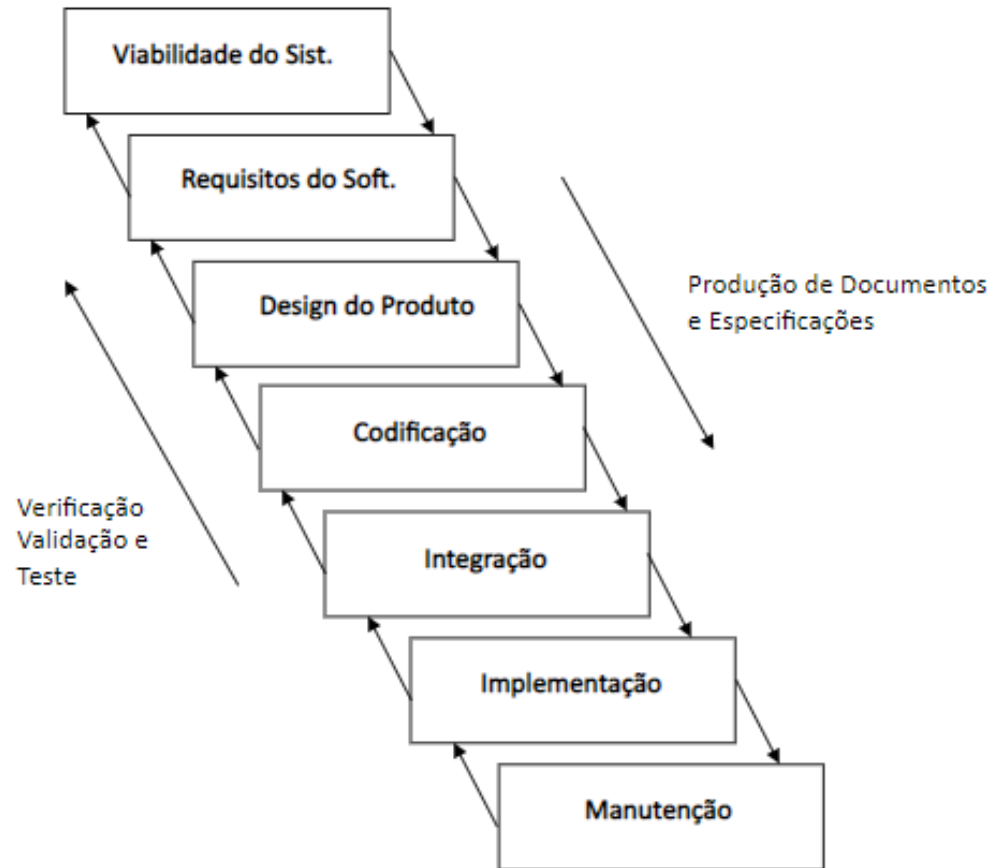 Viabilidade do Sist.
Requisitos do Soft.
Design do Produto
Produção de Documentos
e Especificações
Codificação
Verificação
Validação e
Teste
Integração
Implementação
Manutenção